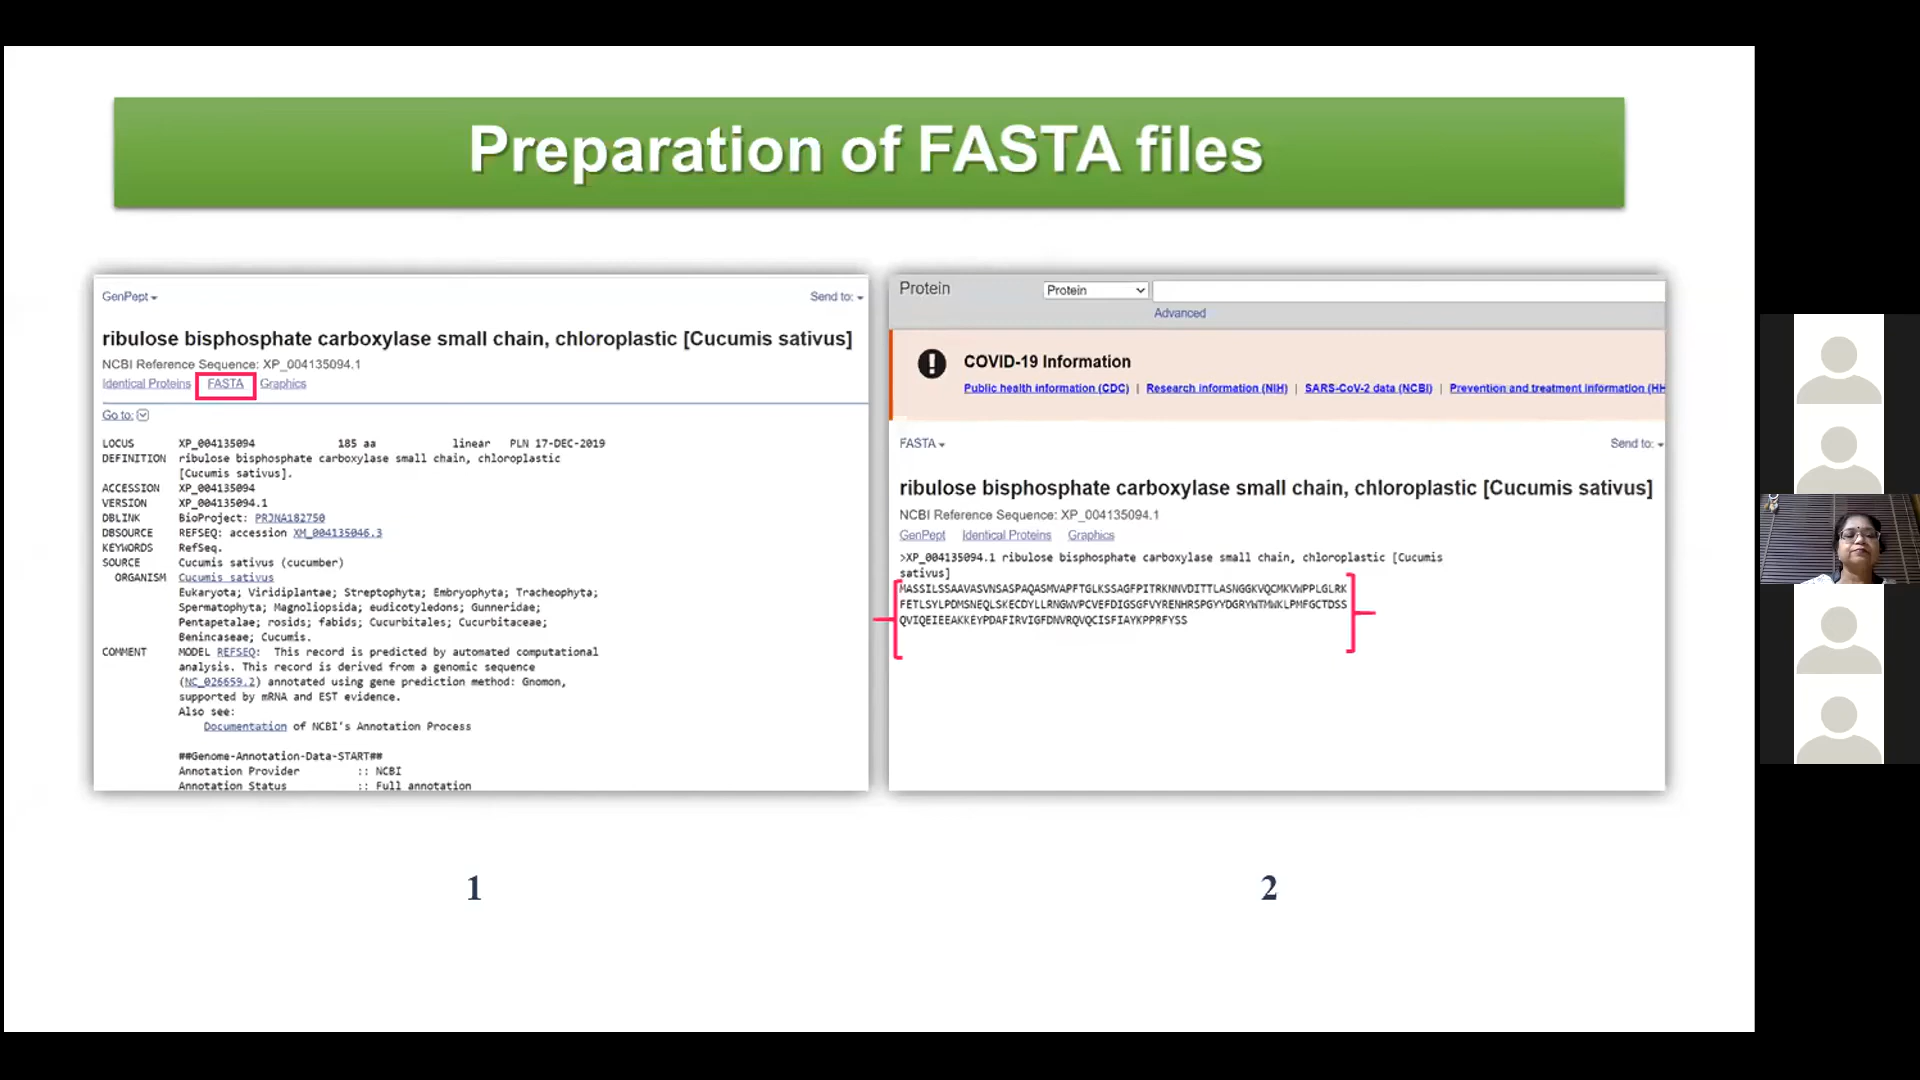 Preparation of FASTA files
GenPept
Send to:
ribulose bisphosphate carboxylase small chain, chloroplastic [Cucumis sativus]
NCBI Reference Sequence: XP_004135094.1
Identical Proteins FASTA Graphics
Go to:
LOCUS XP_004135094 185 aa linear PLN 17-DEC-2019
DEFINITION ribulose bisphosphate carboxylase small chain, chloroplastic
[Cucumis sativus].
ACCESSION XP_004135094
VERSION XP_004135094.1
DBLINK BioProject: PRJNA182750
DBSOURCE REFSEQ: accession XM_004135046.3
KEYWORDS RefSeq.
SOURCE Cucumis sativus (cucumber)
ORGANISM Cucumis sativus
Eukaryota; Viridiplantae; Streptophyta; Embryophyta; Tracheophyta;
Spermatophyta; Magnoliopsida; eudicotyledons; Gunneridae;
Pentapetalae; rosids; fabids; Cucurbitales; Cucurbitaceae;
Benincaseae; Cucumis.
COMMENT MODEL REFSEQ: This record is predicted by automated computational
analysis. This record is derived from a genomic sequence
(NC_026659.2) annotated using gene prediction method: Gnomon,
supported by mRNA and EST evidence.
Also see:
Documentation of NCBI's Annotation Process
##Genome-Annotation-Data-START##
Annotation Provider :: NCBI
Annotation Status :: Full annotation
1
Protein
Protein
Advanced
COVID-19 Information
Public health information (CDC) | Research information (NIH) | SARS-CoV-2 data (NCBI) | Prevention and treatment information (HH
FASTA
Send to:
ribulose bisphosphate carboxylase small chain, chloroplastic [Cucumis sativus]
NCBI Reference Sequence: XP_004135094.1
GenPept Identical Proteins Graphics
>XP_004135094.1 ribulose bisphosphate carboxylase small chain, chloroplastic [Cucumis
sativus]
MASSILSSAAVASVNSASPAQASMVAPFTGLKSSAGFPITRKNNVDITTLASNGGKVQCMKVWPPLGLRK
FETLSYLPDMSNEQLSKECDYLLRNGWVPCVEFDIGSGFVYRENHRSPGYYDGRYWTMWKLPMFGCTDSS
QVIQEIEEAKKEYPDAFIRVIGFDNVRQVQCISFIAYKPPRFYSS
2